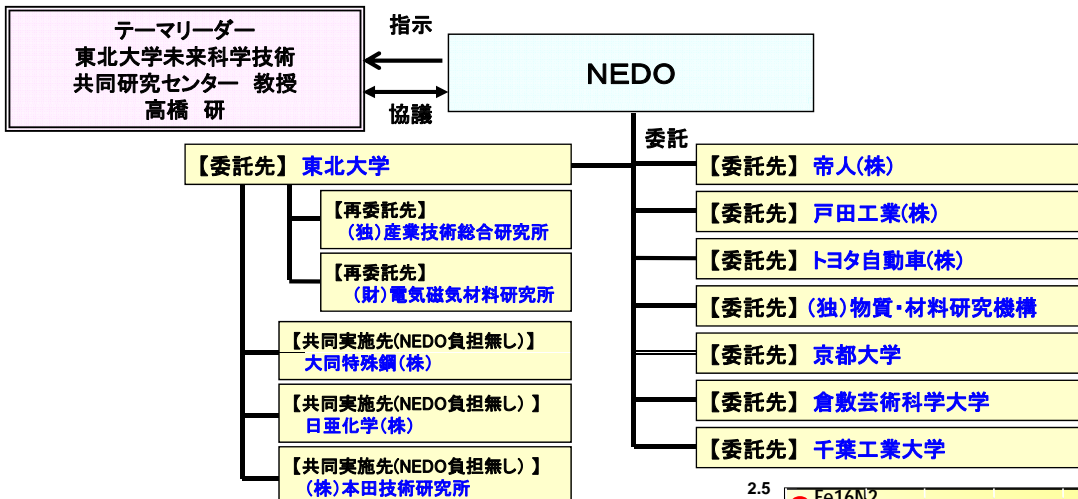 テーマリーダー
東北大学未来科学技術
共同研究センター 教授
高橋 研
指示
協議
NEDO
委託
【委託先】 東北大学
【再委託先】
(独)産業技術総合研究所
【再委託先】
(財)電気磁気材料研究所
【共同実施先(NEDO負担無し)】
大同特殊鋼(株)
【共同実施先(NEDO負担無し) 】
日亜化学(株)
【共同実施先(NEDO負担無し) 】
(株)本田技術研究所
【委託先】 帝人(株)
【委託先】 戸田工業(株)
【委託先】 トヨタ自動車(株)
【委託先】 (独)物質・材料研究機構
【委託先】 京都大学
【委託先】 倉敷芸術科学大学
【委託先】 千葉工業大学
2.5
Fe16N2